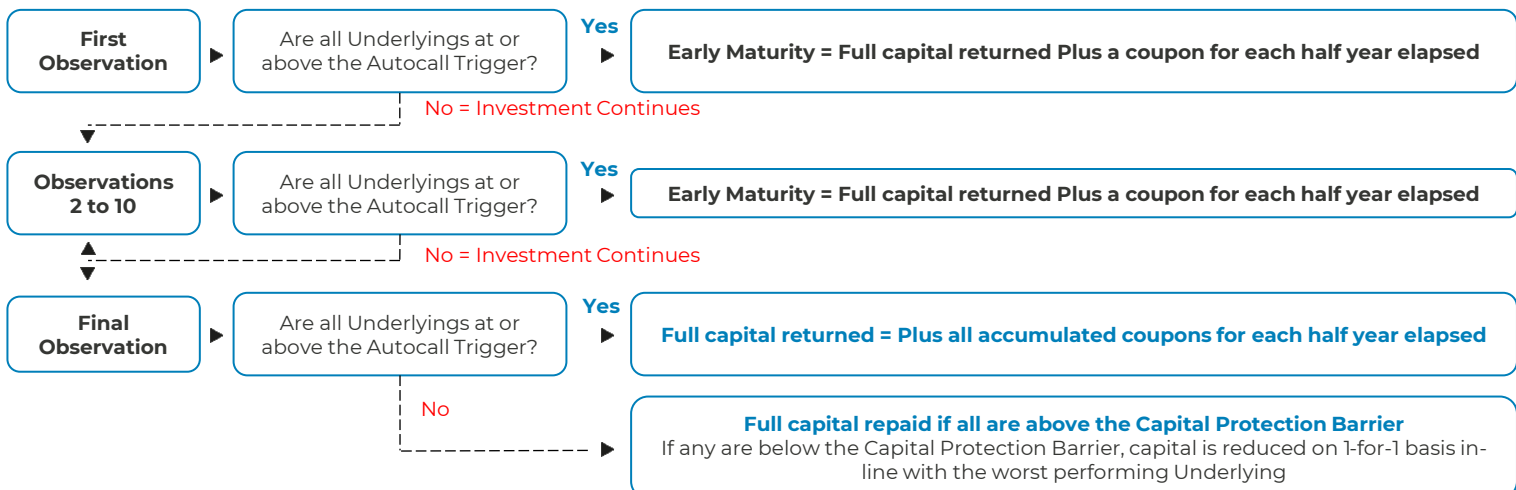 First
Observation
Are all Underlyings at or
above the Autocall Trigger?
Yes
Early Maturity = Full capital returned Plus a coupon for each half year elapsed
No = Investment Continues
Observations
2 to 10
Are all Underlyings at or
above the Autocall Trigger?
Yes
Early Maturity = Full capital returned Plus a coupon for each half year elapsed
No = Investment Continues
Final
Observation
Are all Underlyings at or
above the Autocall Trigger?
Yes
Full capital returned = Plus all accumulated coupons for each half year elapsed
No
Full capital repaid if all are above the Capital Protection Barrier
If any are below the Capital Protection Barrier, capital is reduced on 1-for-1 basis in-
line with the worst performing Underlying